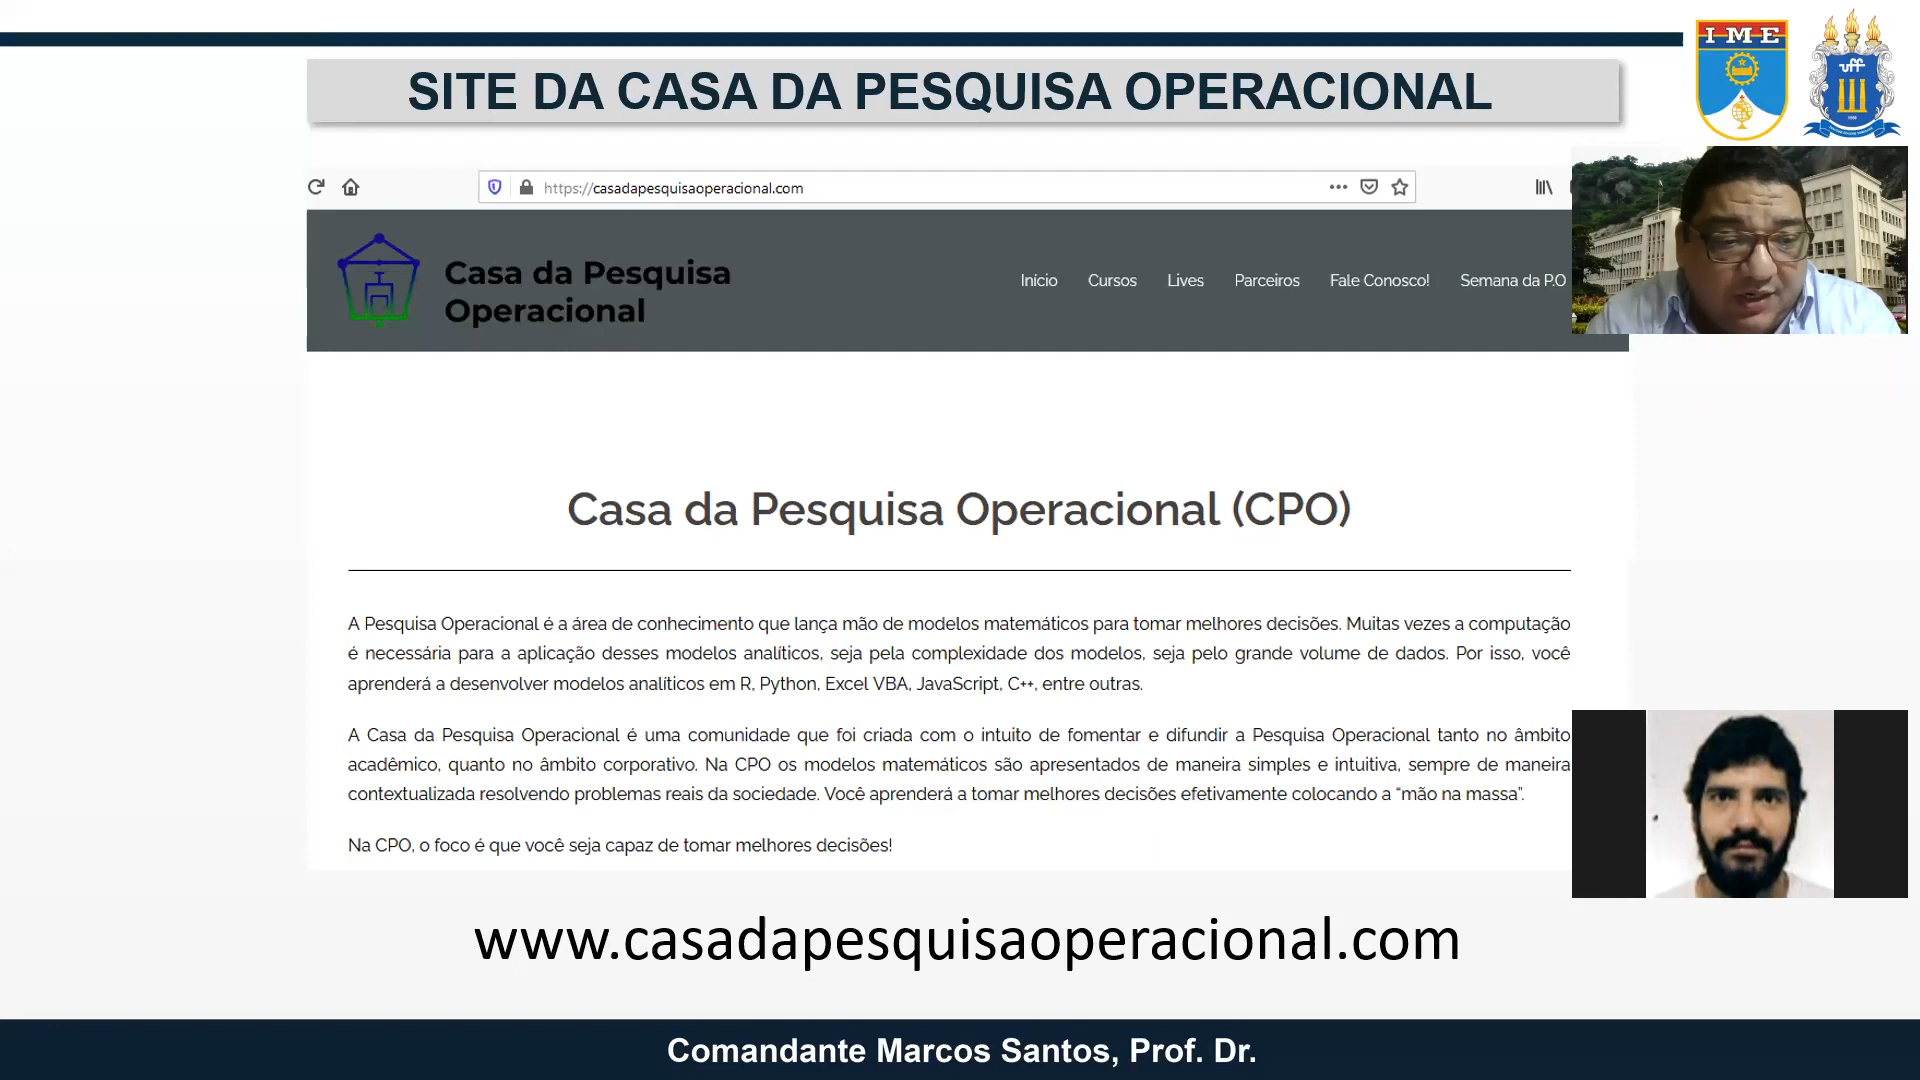 SITE DA CASA DA PESQUISA OPERACIONAL
I M E
uff
https://casadapesquisaoperacional.com
Casa da Pesquisa
Operacional
Início Cursos Lives Parceiros Fale Conosco! Semana da P.O
Casa da Pesquisa Operacional (CPO)
A Pesquisa Operacional é a área de conhecimento que lança mão de modelos matemáticos para tomar melhores decisões. Muitas vezes a computação
é necessária para a aplicação desses modelos analíticos, seja pela complexidade dos modelos, seja pelo grande volume de dados. Por isso, você
aprenderá a desenvolver modelos analíticos em R, Python, Excel VBA, JavaScript, C++, entre outras.
A Casa da Pesquisa Operacional é uma comunidade que foi criada com o intuito de fomentar e difundir a Pesquisa Operacional tanto no âmbito
acadêmico, quanto no âmbito corporativo. Na CPO os modelos matemáticos são apresentados de maneira simples e intuitiva, sempre de maneira
contextualizada resolvendo problemas reais da sociedade. Você aprenderá a tomar melhores decisões efetivamente colocando a “mão na massa”.
Na CPO, o foco é que você seja capaz de tomar melhores decisões!
www.casadapesquisaoperacional.com
Comandante Marcos Santos, Prof. Dr.